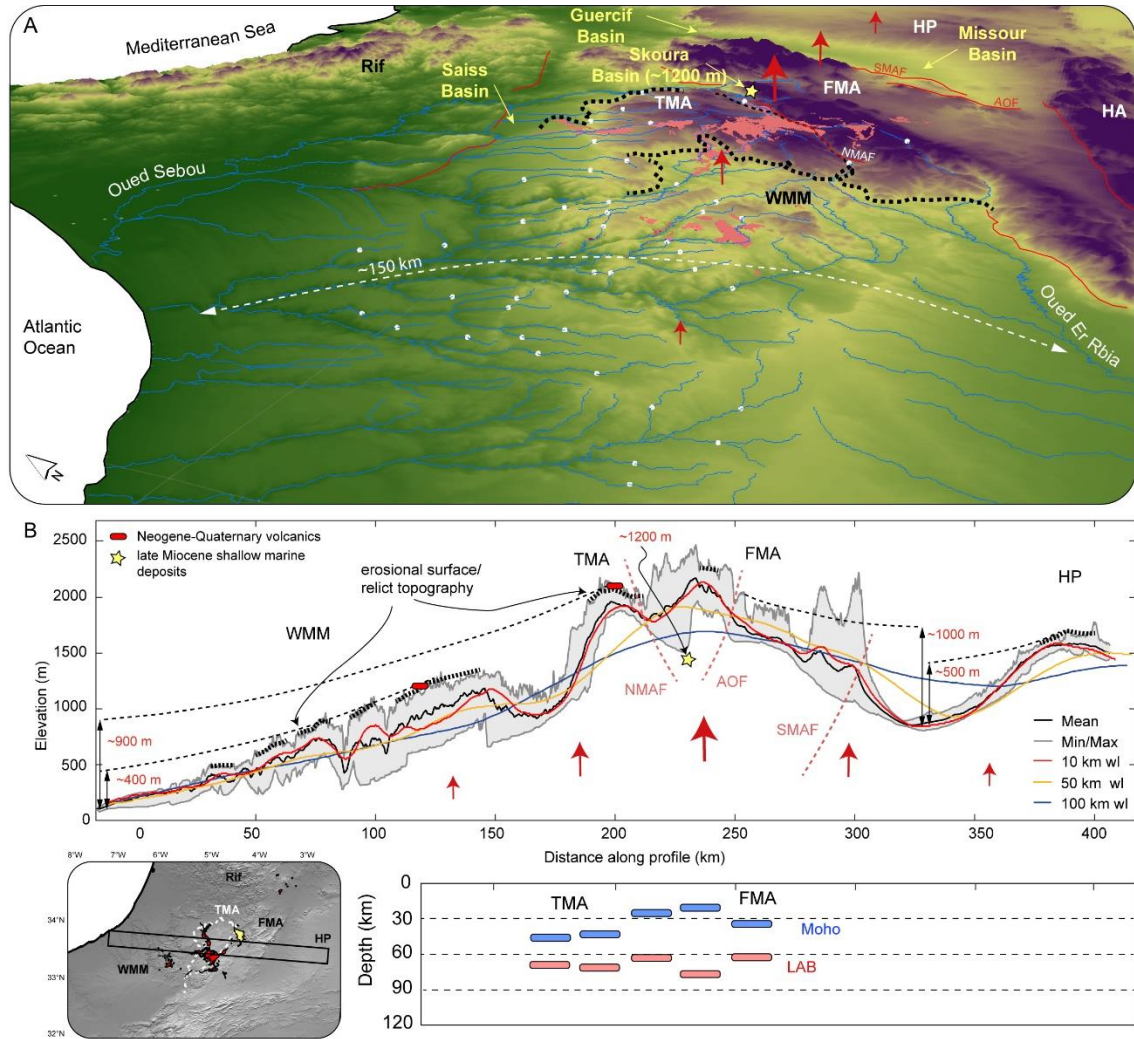 A
Mediterranean Sea
Rif
Saiss
Basin
Guercif
Basin
Skoura
Basin (~1200 m)
HP
Missour
Basin
SMAF
AOF
TMA
FMA
HA
NMAF
WMM
Oued Sebou
~150 km
Oued Er Rbia
Atlantic
Ocean
N
B
Neogene-Quaternary volcanics
late Miocene shallow marine
deposits
erosional surface/
relict topography
~1200 m
TMA
FMA
HP
WMM
NMAF
AOF
SMAF
~900 m
~400 m
~1000 m
~500 m
Mean
Min/Max
10 km wl
50 km wl
100 km wl
Elevation (m)
2500
2000
1500
1000
500
0
0 50 100 150 200 250 300 350 400
Distance along profile (km)
8°W 7°W 6°W 5°W 4°W 3°W 2°W
34°N
33°N
32°N
Rif
TMA
FMA
HP
WMM
Depth (km)
0
30
60
90
120
TMA
FMA
Moho
LAB